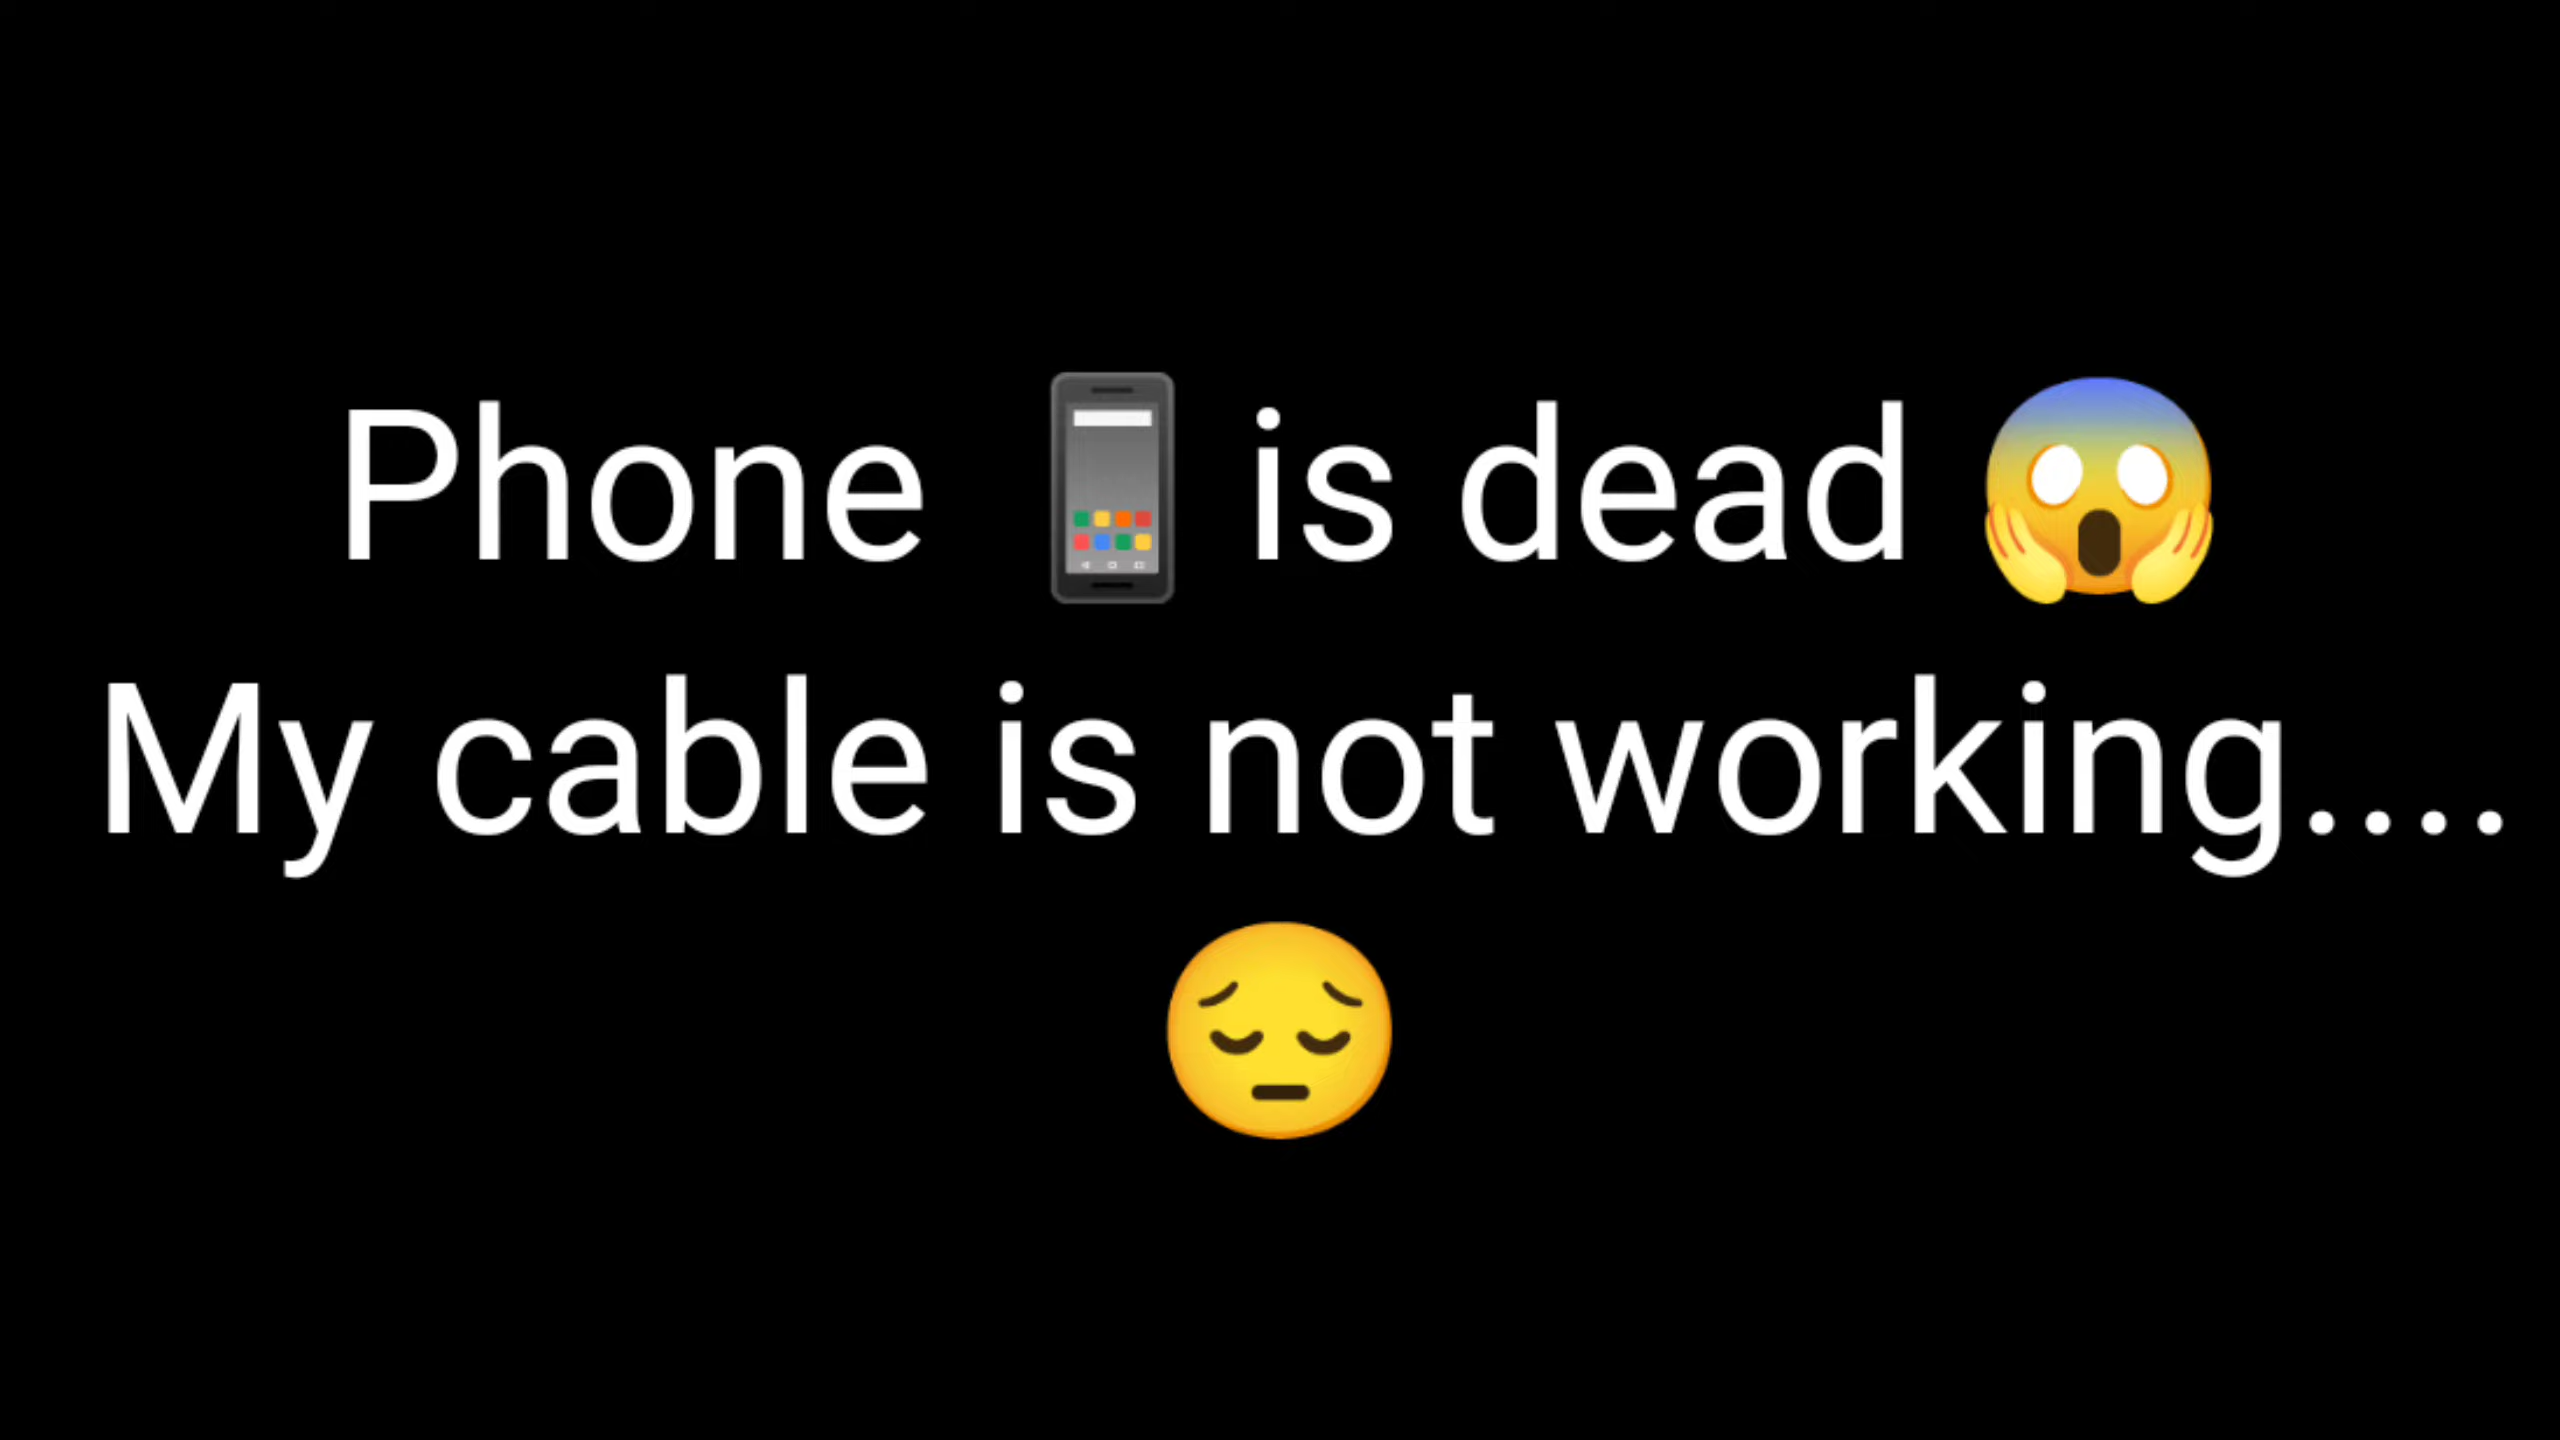 Phone 📱 is dead 😱
My cable is not working....
😔